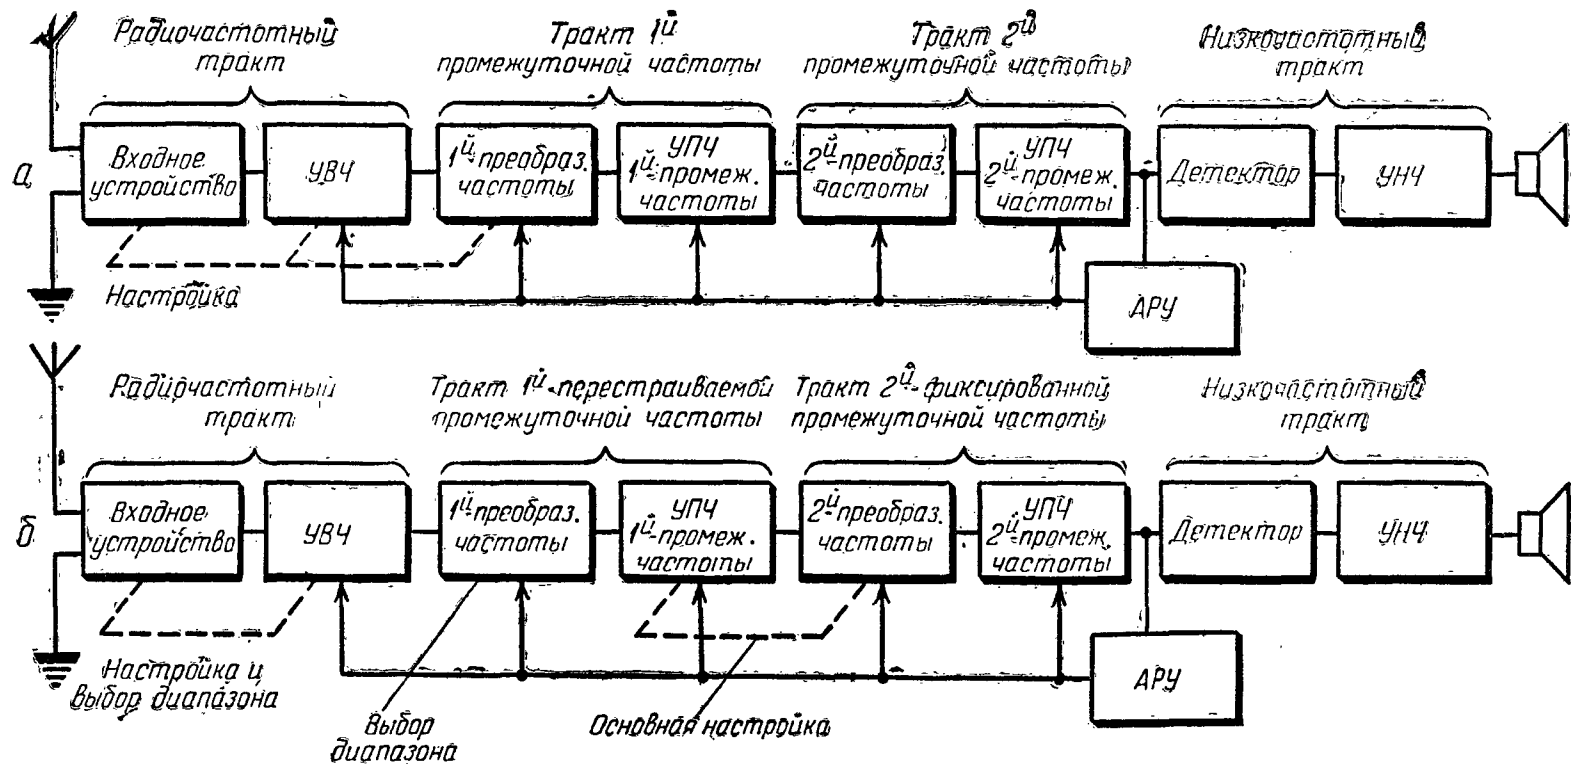 Радиочастотный
тракт
Тракт 1й
промежуточной частоты
Тракт 2й
промежуточной частоты
Низкочастотный
тракт
а
Входное
устройство
УВЧ
1й преобраз.
частоты
УПЧ
1й промеж.
частоты
2й преобраз.
частоты
УПЧ
2й промеж.
частоты
Детектор
УНЧ
Настройка
АРУ
Радиочастотный
тракт
Тракт 1й перестраиваемой
промежуточной частоты
Тракт 2й фиксированной
промежуточной частоты
Низкочастотный
тракт
б
Входное
устройство
УВЧ
1й преобраз.
частоты
УПЧ
1й промеж.
частоты
2й преобраз.
частоты
УПЧ
2й промеж.
частоты
Детектор
УНЧ
Настройка и
выбор диапазона
Выбор
диапазона
Основная настройка
АРУ